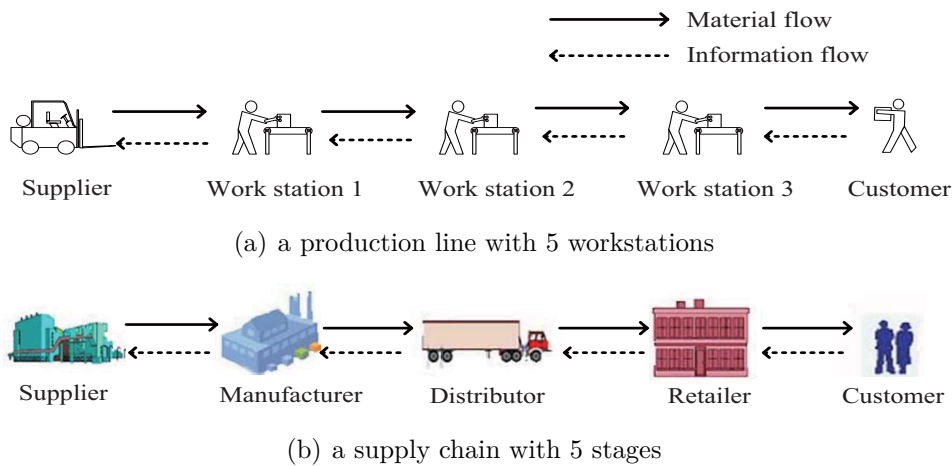 Material flow
Information flow
Supplier Work station 1 Work station 2 Work station 3 Customer
(a) a production line with 5 workstations
Supplier Manufacturer Distributor Retailer Customer
(b) a supply chain with 5 stages